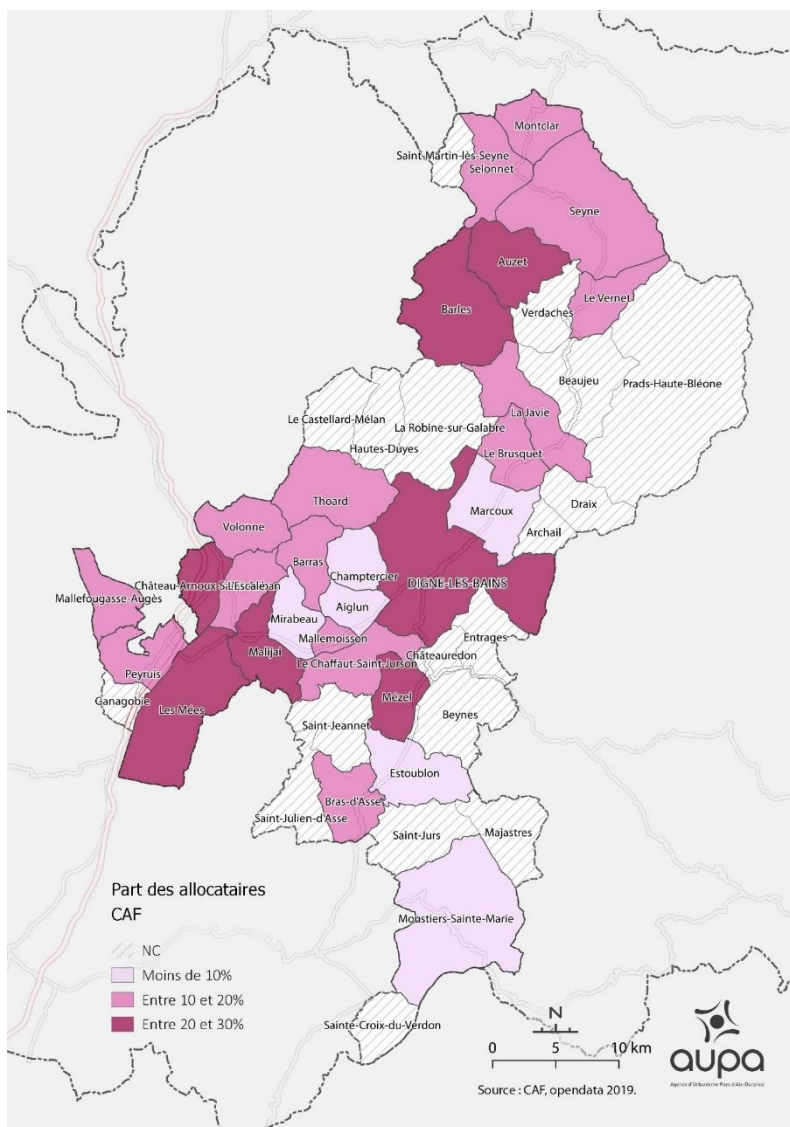 Montclar
Saint-Martin-lès-Seyne
Selonnet
Seyne
Auzet
Le Vernet
Barles
Verdaches
Beaujeu
Prads-Haute-Bléone
Le Castellard-Mélan
La Javie
La Robine-sur-Galabre
Hautes-Duyes
Le Brusquet
Thoard
Marcoux
Draix
Volonne
Archail
Barras
Champtercier
DIGNE-LES-BAINS
Château-Arnoux-S
L'Escale
Mallefougasse-Augès
Aiglun
Mirabeau
Mallemoisson
Entrages
Malijai
Châteauredon
Le Chaffaut-Saint-Jurson
Peyruis
Ganagobie
Les Mées
Mézel
Beynes
Saint-Jeannet
Estoublon
Bras-d'Asse
Saint-Julien-d'Asse
Saint-Jurs
Majastres
Part des allocataires
CAF
NC
Moins de 10%
Entre 10 et 20%
Entre 20 et 30%
Moustiers-Sainte-Marie
Sainte-Croix-du-Verdon
N
0 5 10 km
Source : CAF, opendata 2019.
aupa
Agence d'Urbanisme Pays d'Aix-Durance